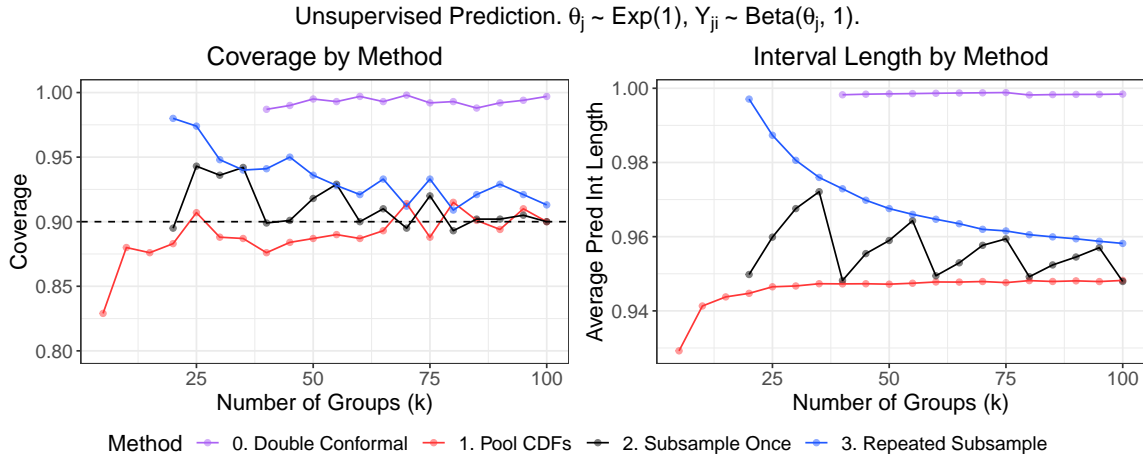 Unsupervised Prediction. θj ~ Exp(1), Yji ~ Beta(θj, 1).
Coverage by Method
Interval Length by Method
Coverage
1.00
0.95
0.90
0.85
0.80
25
50
75
100
Number of Groups (k)
Average Pred Int Length
1.00
0.98
0.96
0.94
25
50
75
100
Number of Groups (k)
Method
0. Double Conformal
1. Pool CDFs
2. Subsample Once
3. Repeated Subsample